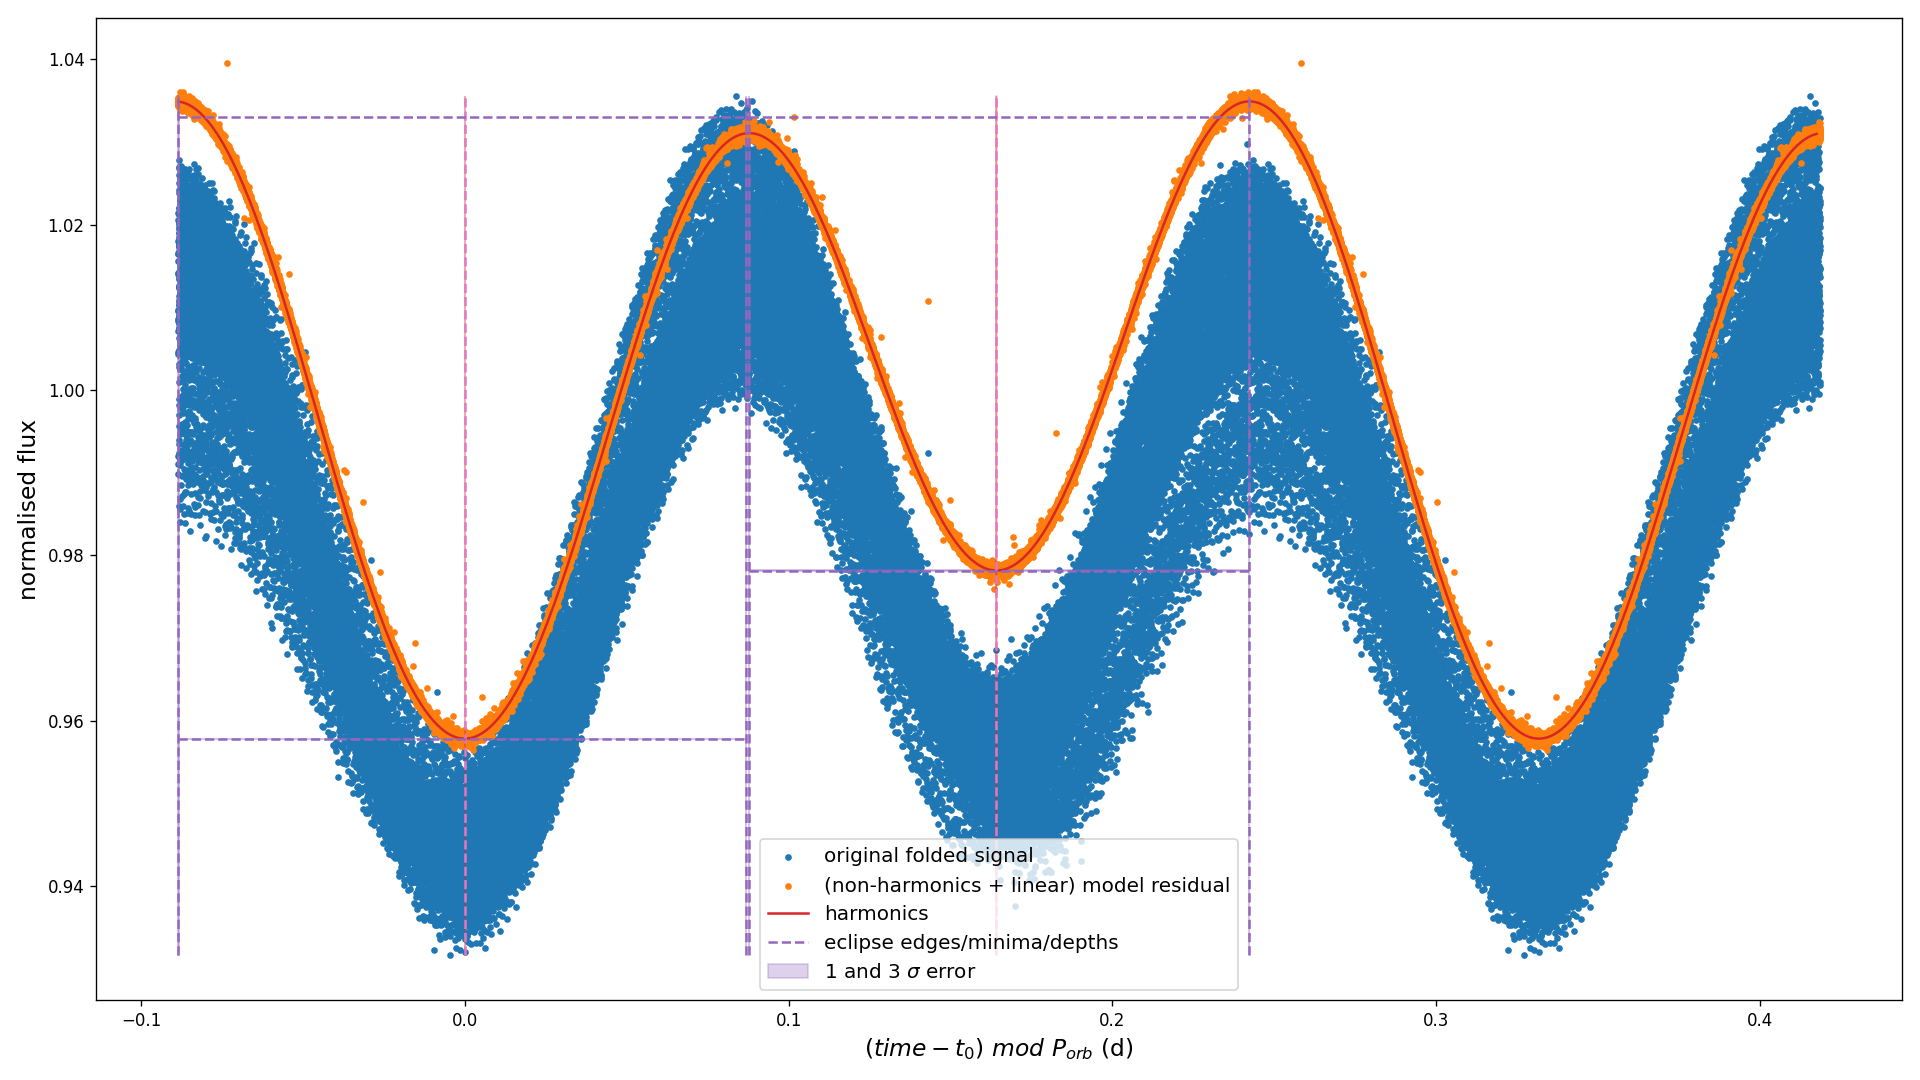 1.04
1.02
1.00
0.98
0.96
0.94
normalised flux
original folded signal
(non-harmonics + linear) model residual
harmonics
eclipse edges/minima/depths
1 and 3 σ error
−0.1 0.0 0.1 0.2 0.3 0.4
(time − t₀) mod P_orb (d)